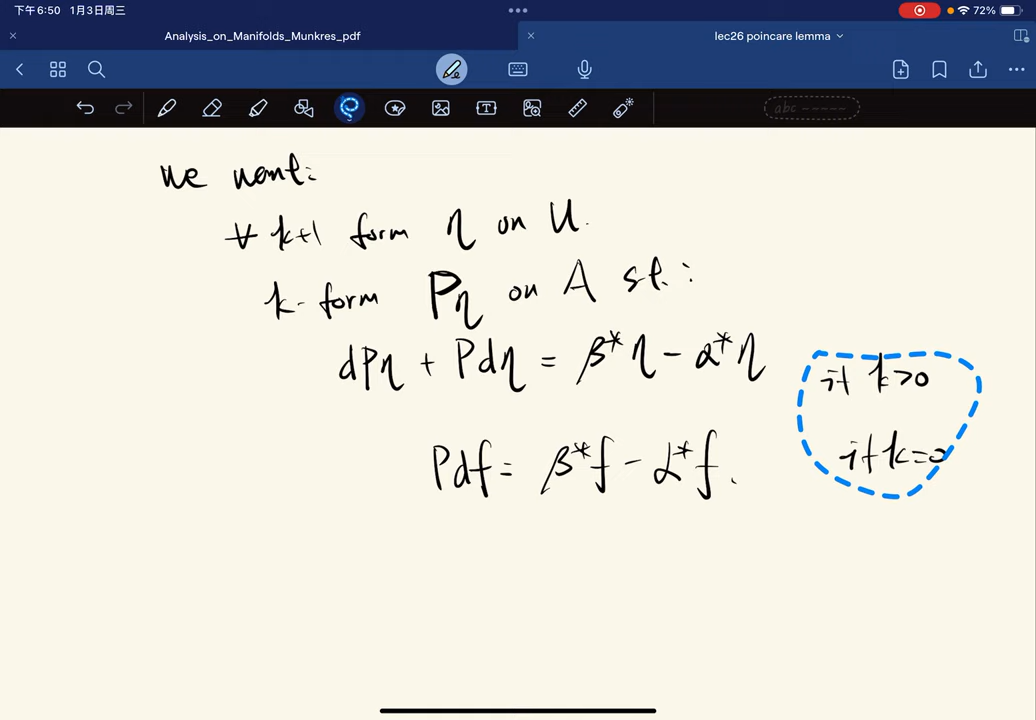 下午6:50 1月3日周三
72%
Analysis_on_Manifolds_Munkres_pdf
lec26 poincare lemma
abc
We want:
∀ k+1 form η on U.
k-form Pη on A st.:
dPη + Pdη = β*η - α*η if k>0
Pdf = β*f - α*f. if k=0